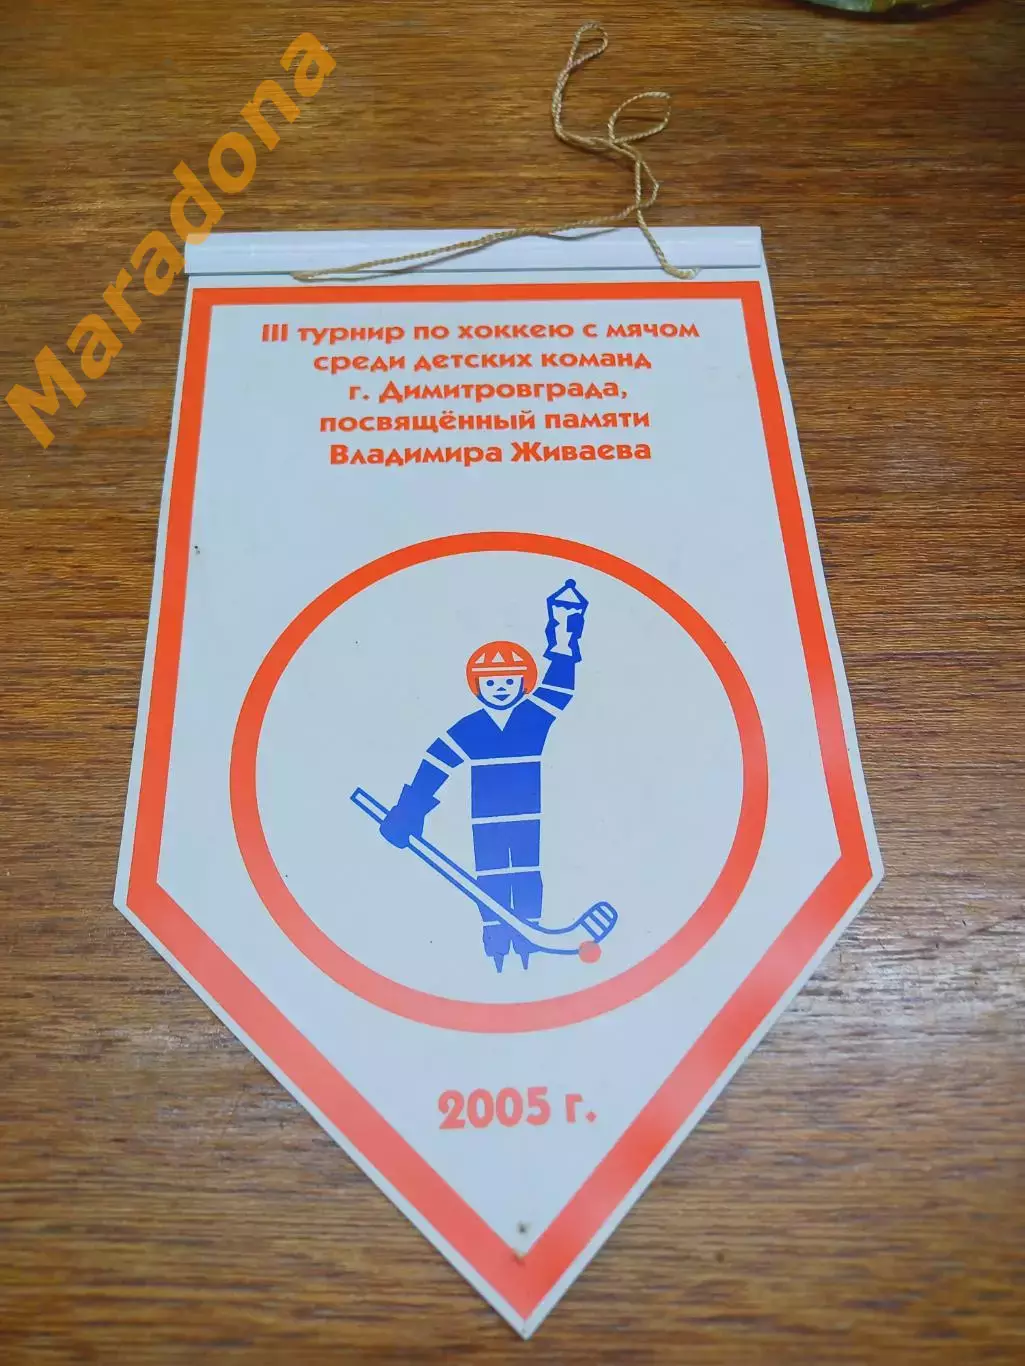 Maradona
III турнир по хоккею с мячом
среди детских команд
г. Димитровграда,
посвящённый памяти
Владимира Живаева
2005 г.